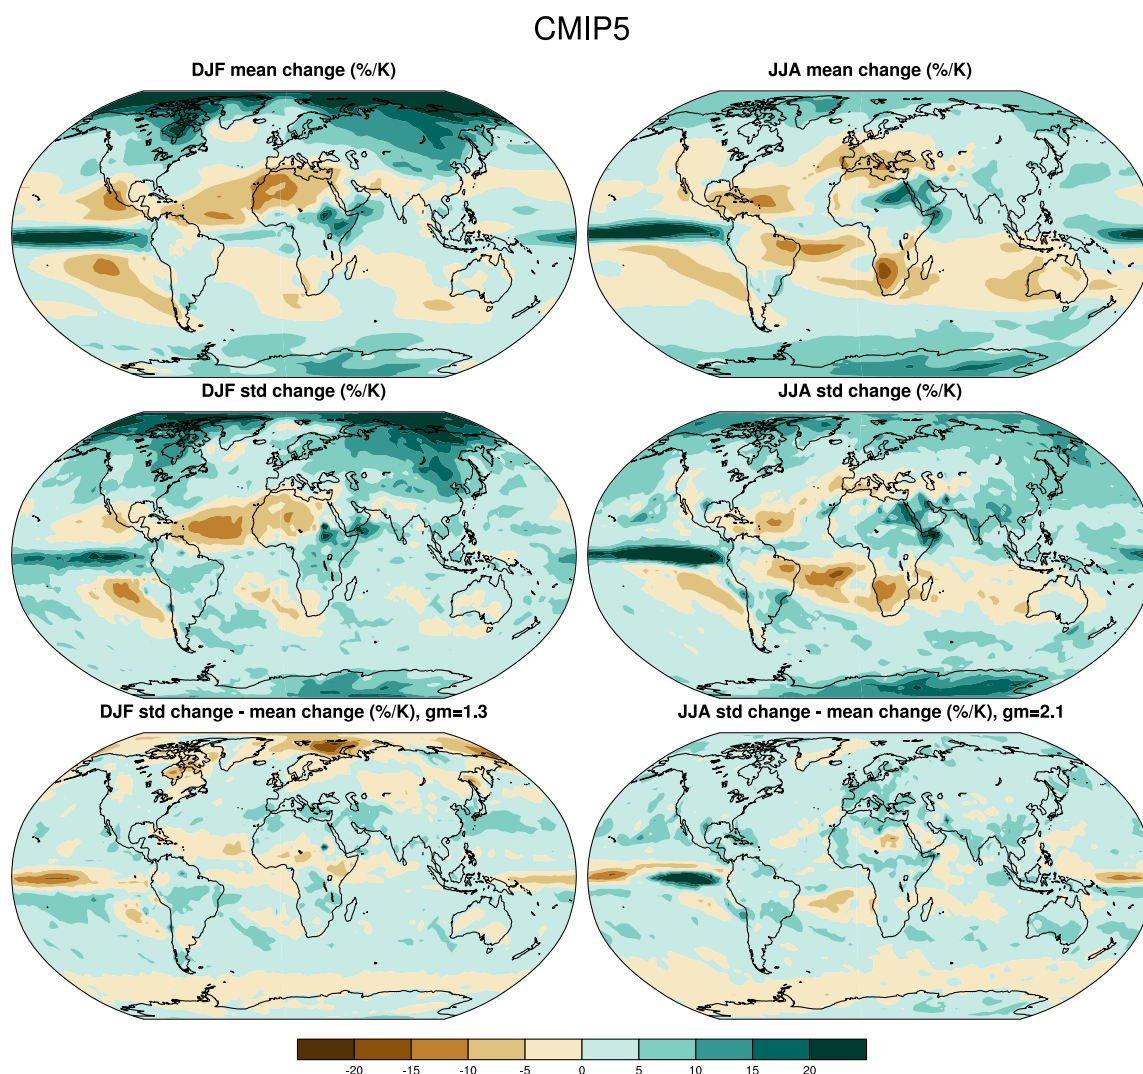 CMIP5
DJF mean change (%/K)
JJA mean change (%/K)
DJF std change (%/K)
JJA std change (%/K)
DJF std change - mean change (%/K), gm=1.3
JJA std change - mean change (%/K), gm=2.1
-20 -15 -10 -5 0 5 10 15 20